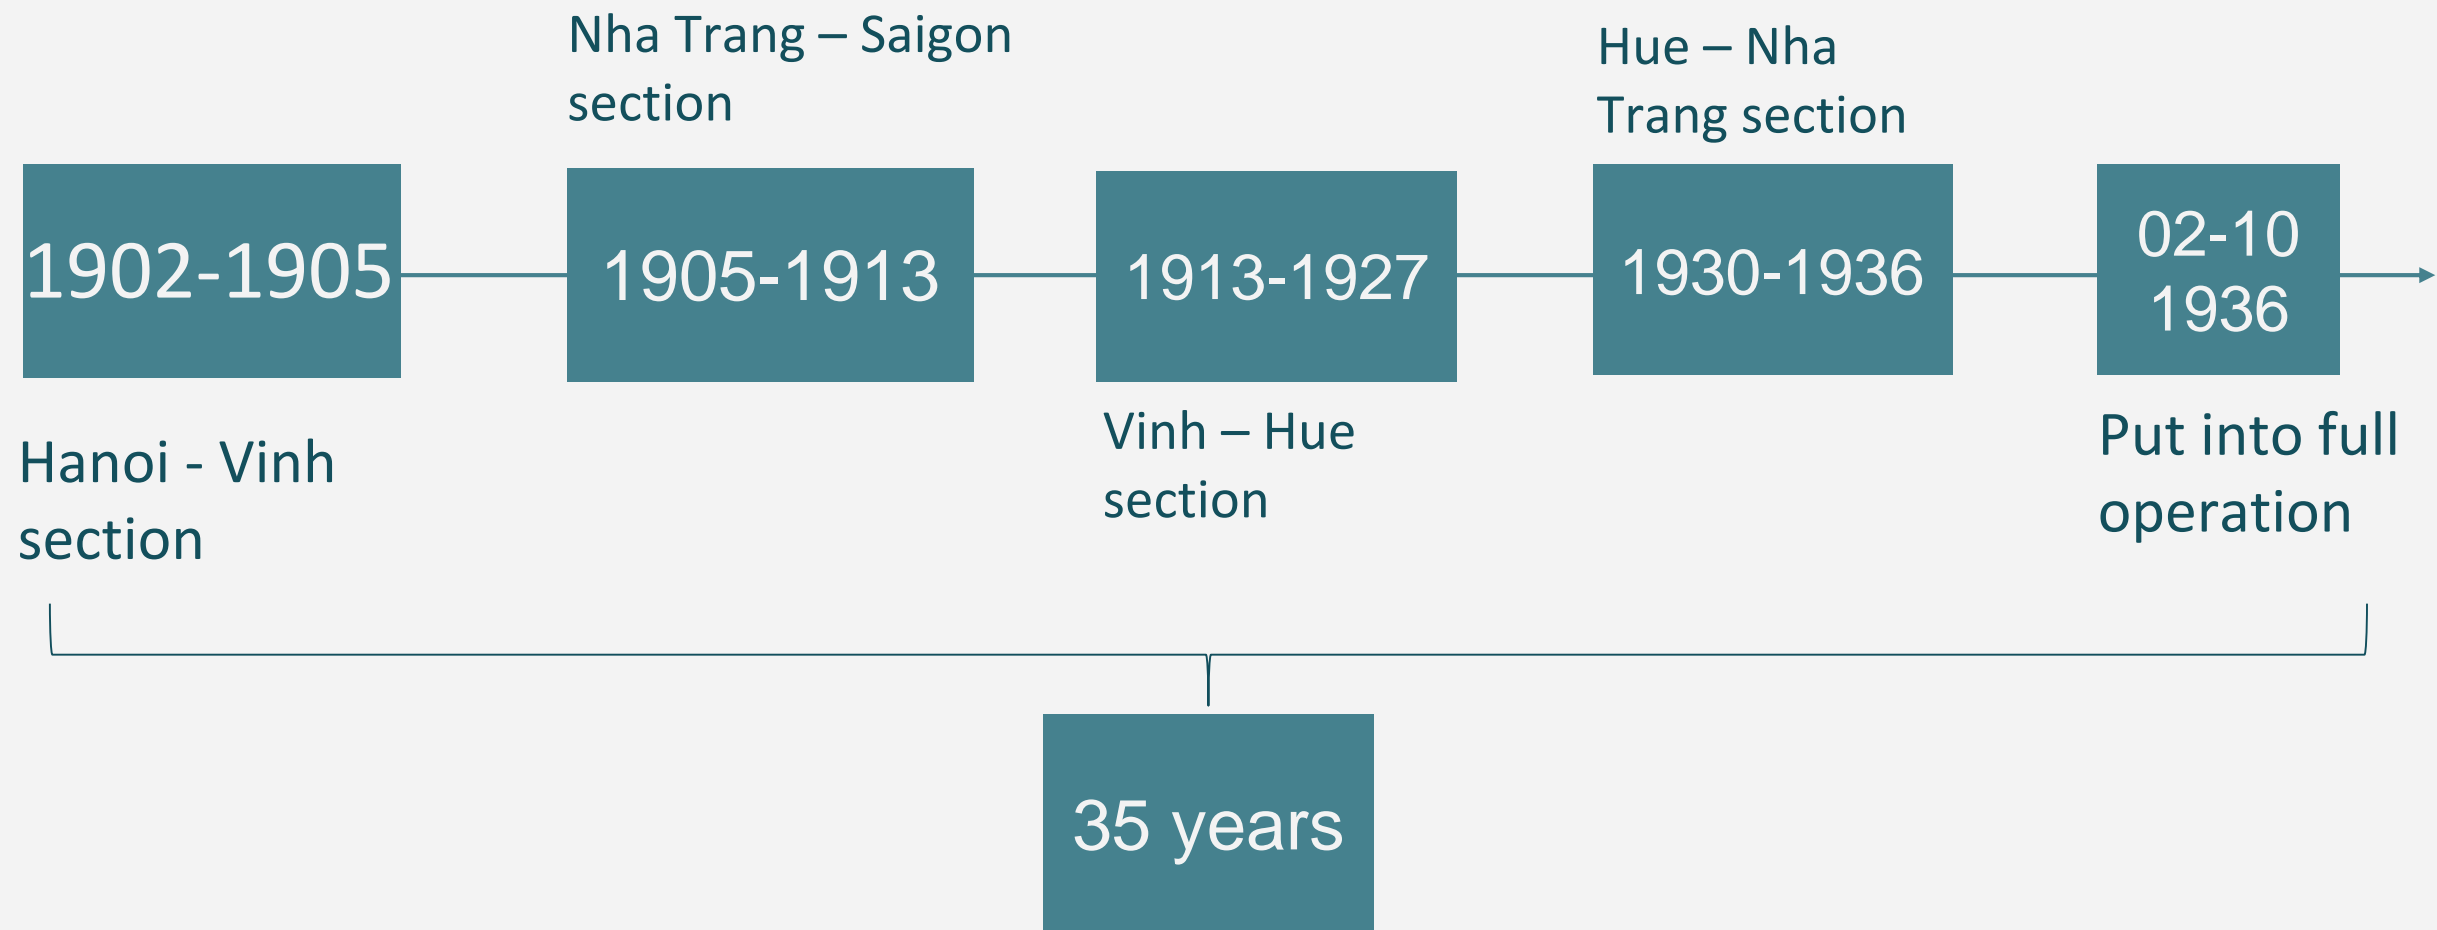 Nha Trang – Saigon
section
Hue – Nha
Trang section
1902-1905
1905-1913
1913-1927
1930-1936
02-10
1936
Hanoi - Vinh
section
Vinh – Hue
section
Put into full
operation
35 years